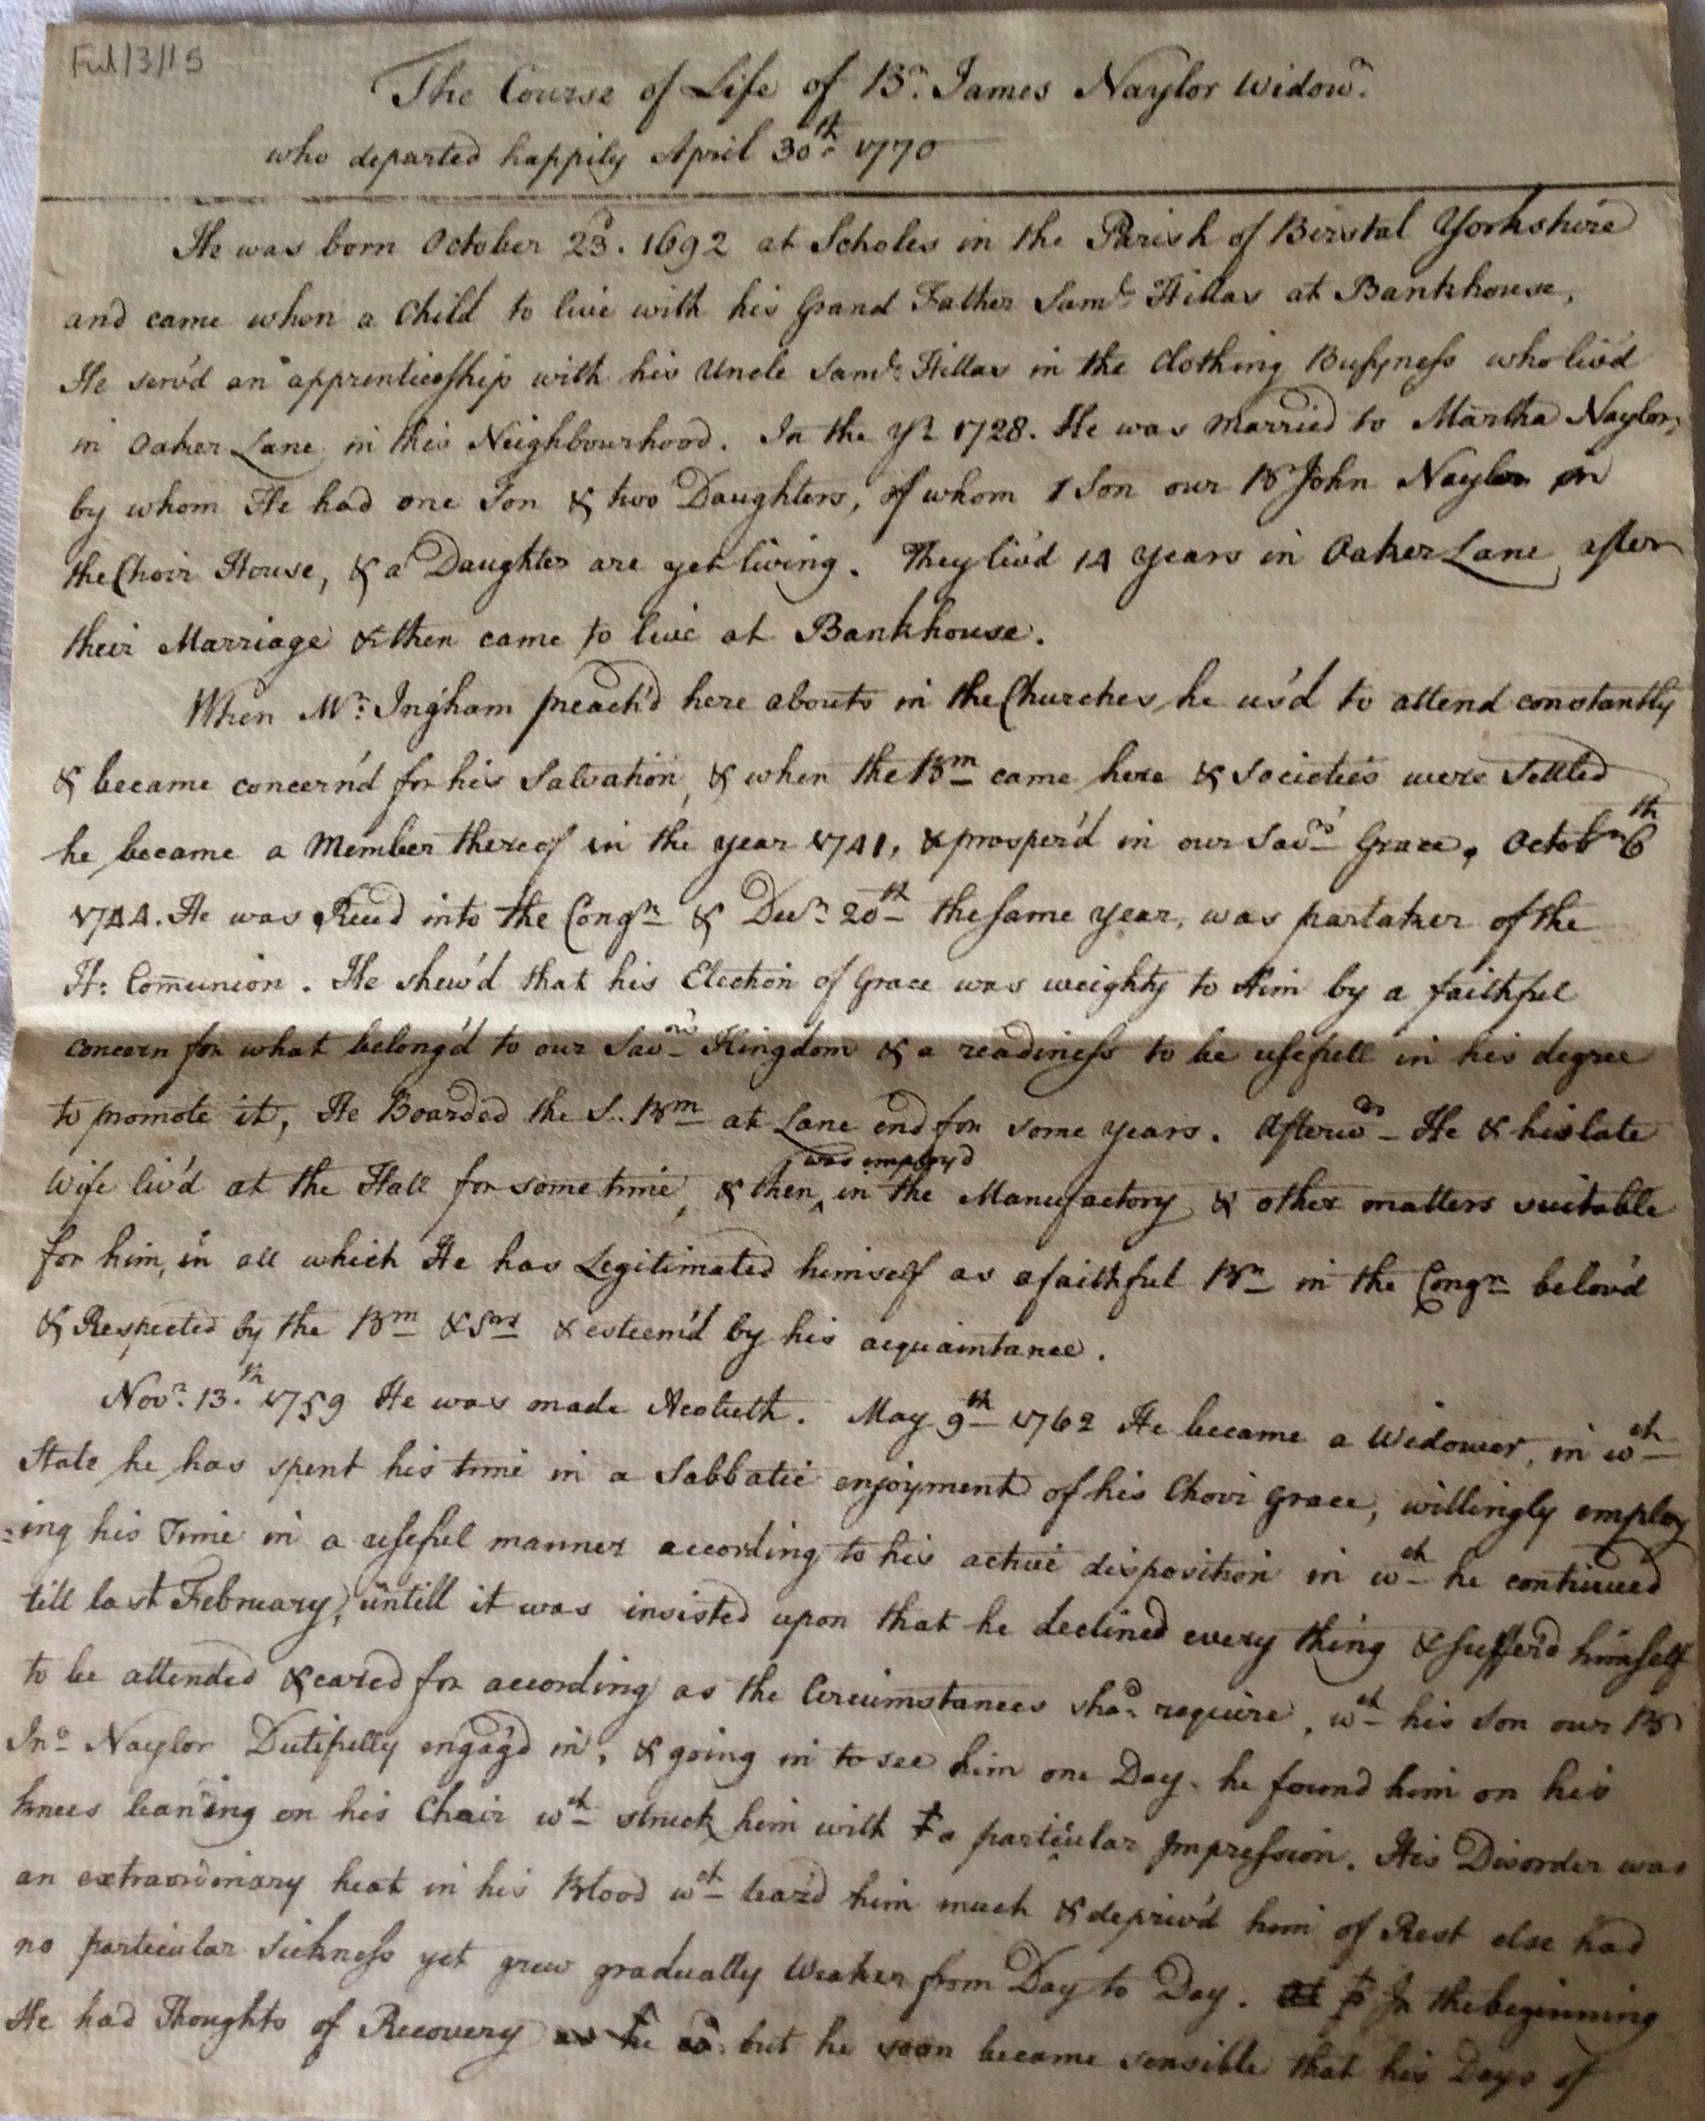 Ful/3/15
The Course of Life of Br. James Naylor Widowr.
who departed happily April 30th 1770
He was born October 23d. 1692 at Scholes in the Parish of Birstal Yorkshire
and came when a Child to live with his Grand Father Saml. Hillas at Bankhouse,
He serv'd an apprenticeship with his Uncle Saml. Hillas in the Clothing Busyness who liv'd
in Oaker Lane in this Neighbourhood. In the Yr. 1728. He was married to Martha Naylor,
by whom He had one Son & two Daughters, of whom 1 Son our Br John Naylor in
the Choir House, & a Daughter are yet living. They liv'd 14 years in Oaker Lane after
their Marriage & then came to live at Bankhouse.
When Mr. Ingham preach'd here abouts in the Churches he us'd to attend constantly
& became concern'd for his Salvation, & when the Brn came here & Societies were settled
he became a Member thereof in the year 1741, & prosper'd in our Savrs Grace. Octobr 6th
1744. He was Recd into the Congn & Decr 20th the same year, was partaker of the
H: Comunion. He shew'd that his Election of Grace was weighty to Him by a faithful
concern for what belong'd to our Savors Kingdom & a readiness to be usefull in his degree
to promote it, He Boarded the S. Brn at Lane end for some years. Afterwds He & his late
Wife liv'd at the Hall for some time, & then was employ'd in the Manufactory & other matters suitable
for him, in all which He has Legitimated himself as a faithful Br in the Congn belov'd
& Respected by the Brn & Srs & esteem'd by his acquaintance.
Novr. 13th. 1759 He was made Acoluth. May 9th 1762 He became a Widower, in wch
State he has spent his time in a Sabbatic enjoyment of his Choir Grace, willingly employ
=ing his Time in a useful manner according to his active disposition in wch he continued
till last February, untill it was insisted upon that he declined every thing & suffer'd himself
to be attended & cared for according as the Circumstances shod. require, wch his Son our Br
Jno Naylor Dutifully engag'd in, & going in to see him one Day he found him on his
knees leaning on his Chair wch struck him with a particular Impression. His Disorder was
an extraordinary heat in his Blood wch teaz'd him much & depriv'd him of Rest else had
no particular sickness yet grew gradually Weaker from Day to Day. In the beginning
He had Thoughts of Recovery but he soon became sensible that his Days of